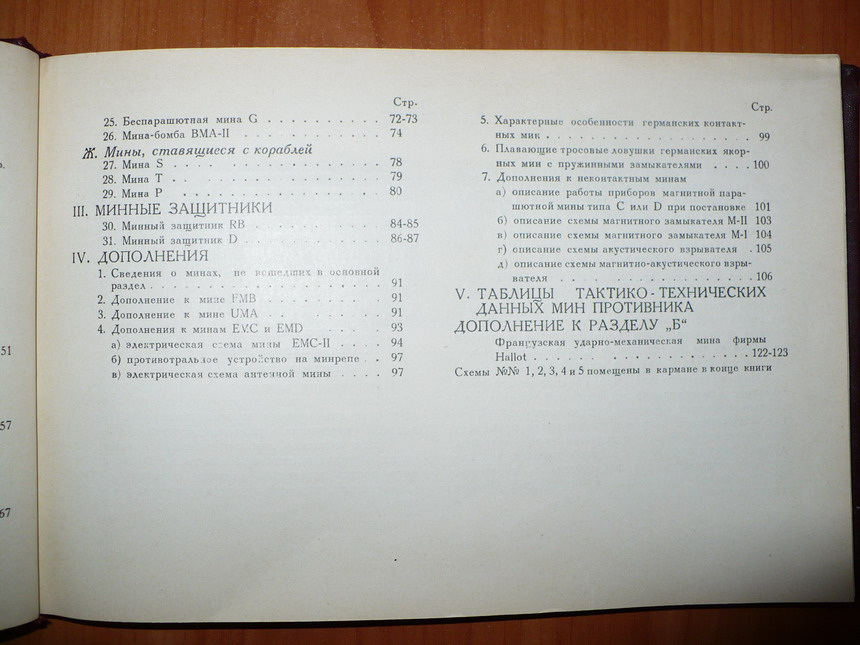 51
57
67
Стр.
25. Беспарашютная мина G . . . . . . . . . . 72-73
26. Мина-бомба BMA-II . . . . . . . . . . . . 74
Ж. Мины, ставящиеся с кораблей
27. Мина S . . . . . . . . . . . . . . . . 78
28. Мина T . . . . . . . . . . . . . . . . 79
29. Мина P . . . . . . . . . . . . . . . . 80
III. МИННЫЕ ЗАЩИТНИКИ
30. Минный защитник RB . . . . . . . . . . . 84-85
31. Минный защитник D . . . . . . . . . . . 86-87
IV. ДОПОЛНЕНИЯ
1. Сведения о минах, не вошедших в основной
раздел . . . . . . . . . . . . . . . . . . . 91
2. Дополнение к мине FMB . . . . . . . . . . 91
3. Дополнение к мине UMA . . . . . . . . . . 91
4. Дополнения к минам EVC и EMD . . . . . . 93
а) электрическая схема мины EMC-II . . . . 94
б) противотральное устройство на минрепе . . 97
в) электрическая схема антенной мины . . . . 97
Стр.
5. Характерные особенности германских контакт-
ных мин . . . . . . . . . . . . . . . . . . 99
6. Плавающие тросовые ловушки германских якор-
ных мин с пружинными замыкателями . . . . 100
7. Дополнения к неконтактным минам
а) описание работы приборов магнитной пара-
шютной мины типа C или D при постановке 101
б) описание схемы магнитного замыкателя M-II 103
в) описание схемы магнитного замыкателя M-I 104
г) описание схемы акустического взрывателя . 105
д) описание схемы магнитно-акустического взры-
вателя . . . . . . . . . . . . . . . . . 106
V. ТАБЛИЦЫ ТАКТИКО-ТЕХНИЧЕСКИХ
ДАННЫХ МИН ПРОТИВНИКА
ДОПОЛНЕНИЕ К РАЗДЕЛУ „Б"
Французская ударно-механическая мина фирмы
Hallot . . . . . . . . . . . . . . . . . 122-123
Схемы №№ 1, 2, 3, 4 и 5 помещены в кармане в конце книги